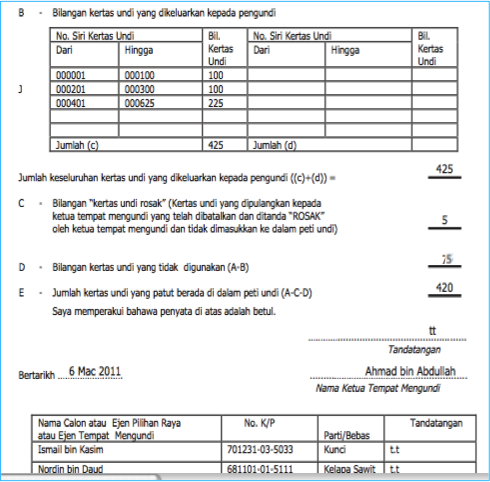 B - Bilangan kertas undi yang dikeluarkan kepada pengundi
No. Siri Kertas Undi Bil. Kertas Undi No. Siri Kertas Undi Bil. Kertas Undi
Dari Hingga Dari Hingga
000001 000100 100
J 000201 000300 100
000401 000625 225
Jumlah (c) 425 Jumlah (d)
Jumlah keseluruhan kertas undi yang dikeluarkan kepada pengundi ((c)+(d)) = 425
C - Bilangan "kertas undi rosak" (Kertas undi yang dipulangkan kepada
ketua tempat mengundi yang telah dibatalkan dan ditanda "ROSAK"
oleh ketua tempat mengundi dan tidak dimasukkan ke dalam peti undi) 5
D - Bilangan kertas undi yang tidak digunakan (A-B) 75
E - Jumlah kertas undi yang patut berada di dalam peti undi (A-C-D) 420
Saya memperakui bahawa penyata di atas adalah betul.
tt
Tandatangan
Bertarikh ....6 Mac 2011 Ahmad bin Abdullah
Nama Ketua Tempat Mengundi
Nama Calon atau Ejen Pilihan Raya No. K/P Tandatangan
atau Ejen Tempat Mengundi Parti/Bebas
Ismail bin Kasim 701231-03-5033 Kunci t.t
Nordin bin Daud 681101-01-5111 Kelapa Sawit t.t